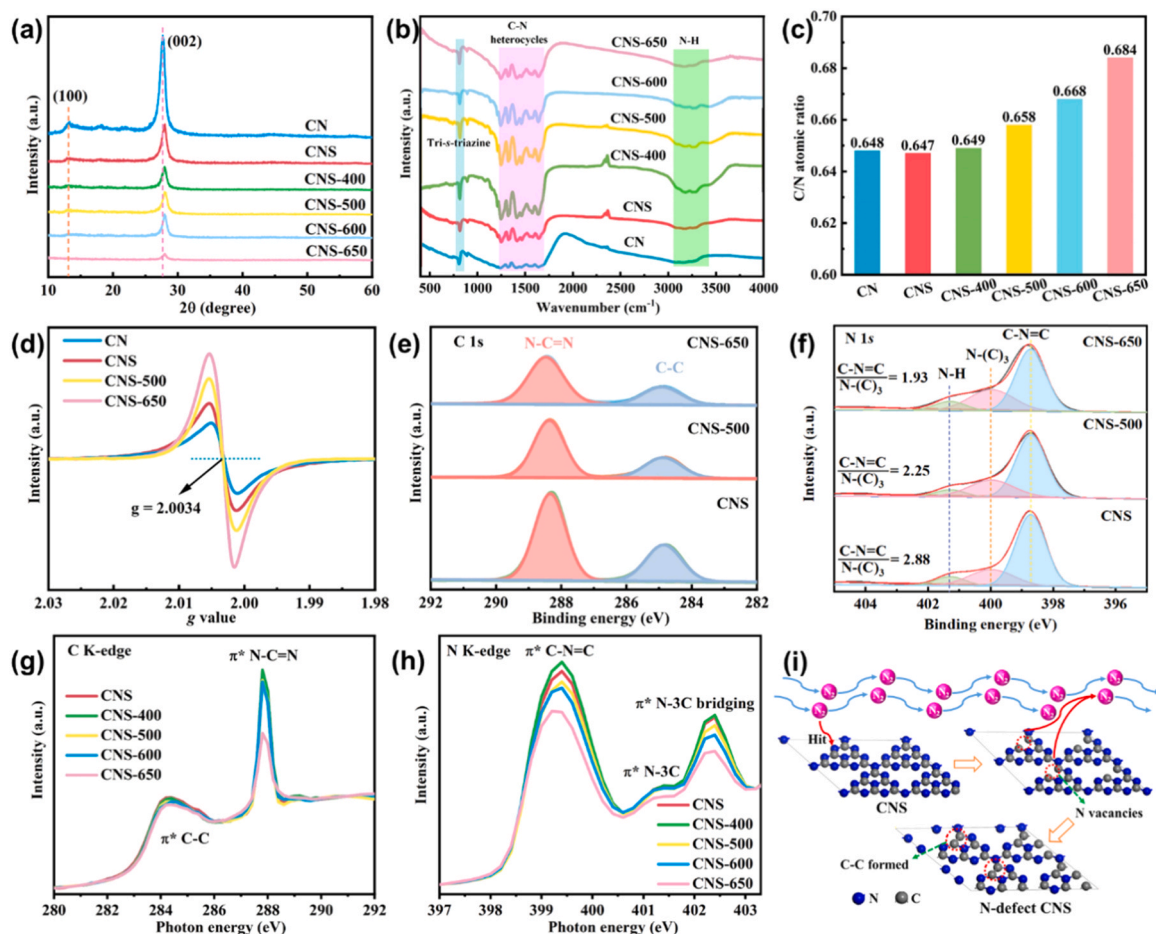 (a)
(002)
(100)
CN
CNS
CNS-400
CNS-500
CNS-600
CNS-650
Intensity (a.u.)
10 20 30 40 50 60
2θ (degree)
(b)
C-N
heterocycles
N-H
CNS-650
CNS-600
CNS-500
Tri-s-triazine
CNS-400
CNS
CN
Intensity (a.u.)
500 1000 1500 2000 2500 3000 3500 4000
Wavenumber (cm⁻¹)
(c)
C/N atomic ratio
0.70
0.68
0.66
0.64
0.62
0.60
0.648
0.647
0.649
0.658
0.668
0.684
CN
CNS
CNS-400
CNS-500
CNS-600
CNS-650
(d)
CN
CNS
CNS-500
CNS-650
g = 2.0034
Intensity (a.u.)
2.03 2.02 2.01 2.00 1.99 1.98
g value
(e)
C 1s
N-C=N
C-C
CNS-650
CNS-500
CNS
Intensity (a.u.)
292 290 288 286 284 282
Binding energy (eV)
(f)
N 1s
C-N=C
N-(C)₃
N-H
CNS-650
C-N=C
N-(C)₃
= 1.93
CNS-500
C-N=C
N-(C)₃
= 2.25
CNS
C-N=C
N-(C)₃
= 2.88
Intensity (a.u.)
404 402 400 398 396
Binding energy (eV)
(g)
C K-edge
π* N-C=N
CNS
CNS-400
CNS-500
CNS-600
CNS-650
π* C-C
Intensity (a.u.)
280 282 284 286 288 290 292
Photon energy (eV)
(h)
N K-edge
π* C-N=C
π* N-3C bridging
π* N-3C
CNS
CNS-400
CNS-500
CNS-600
CNS-650
Intensity (a.u.)
397 398 399 400 401 402 403
Photon energy (eV)
(i)
N₂ N₂ N₂
N₂ N₂ N₂ N₂
N₂ N₂ N₂
Hit
CNS
N vacancies
C-C formed
N C
N-defect CNS